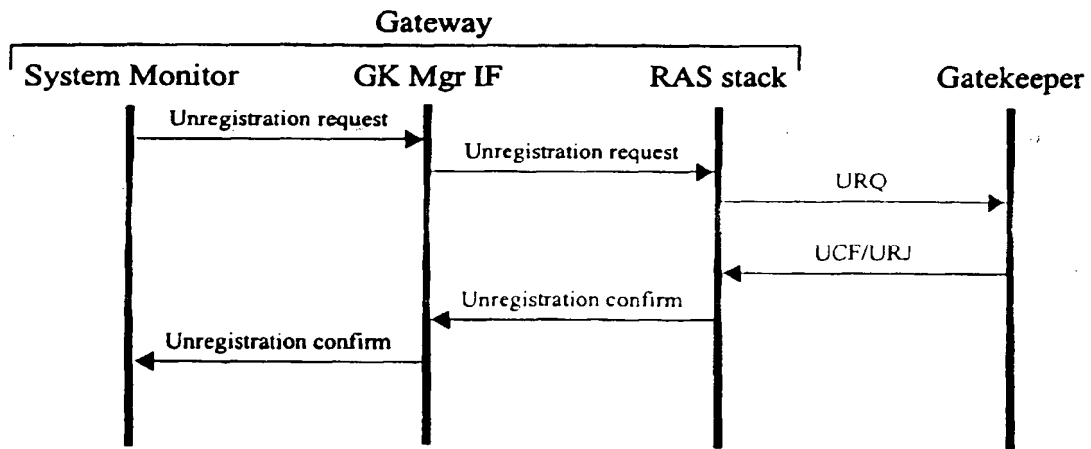 Gateway
System Monitor
GK Mgr IF
RAS stack
Gatekeeper
Unregistration request
Unregistration request
URQ
UCF/URJ
Unregistration confirm
Unregistration confirm